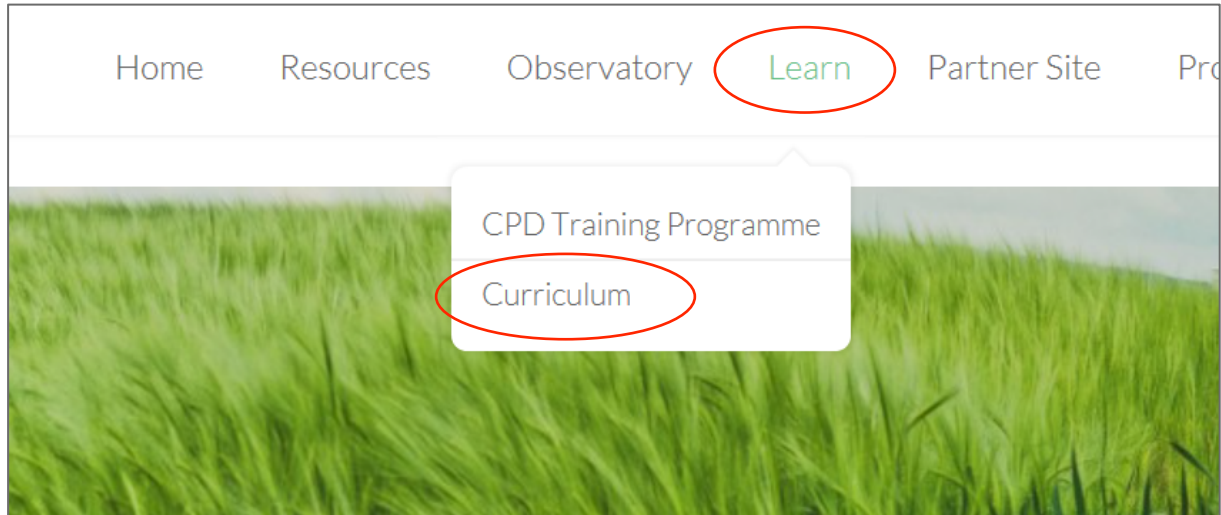 Home Resources Observatory Learn Partner Site
CPD Training Programme
Curriculum